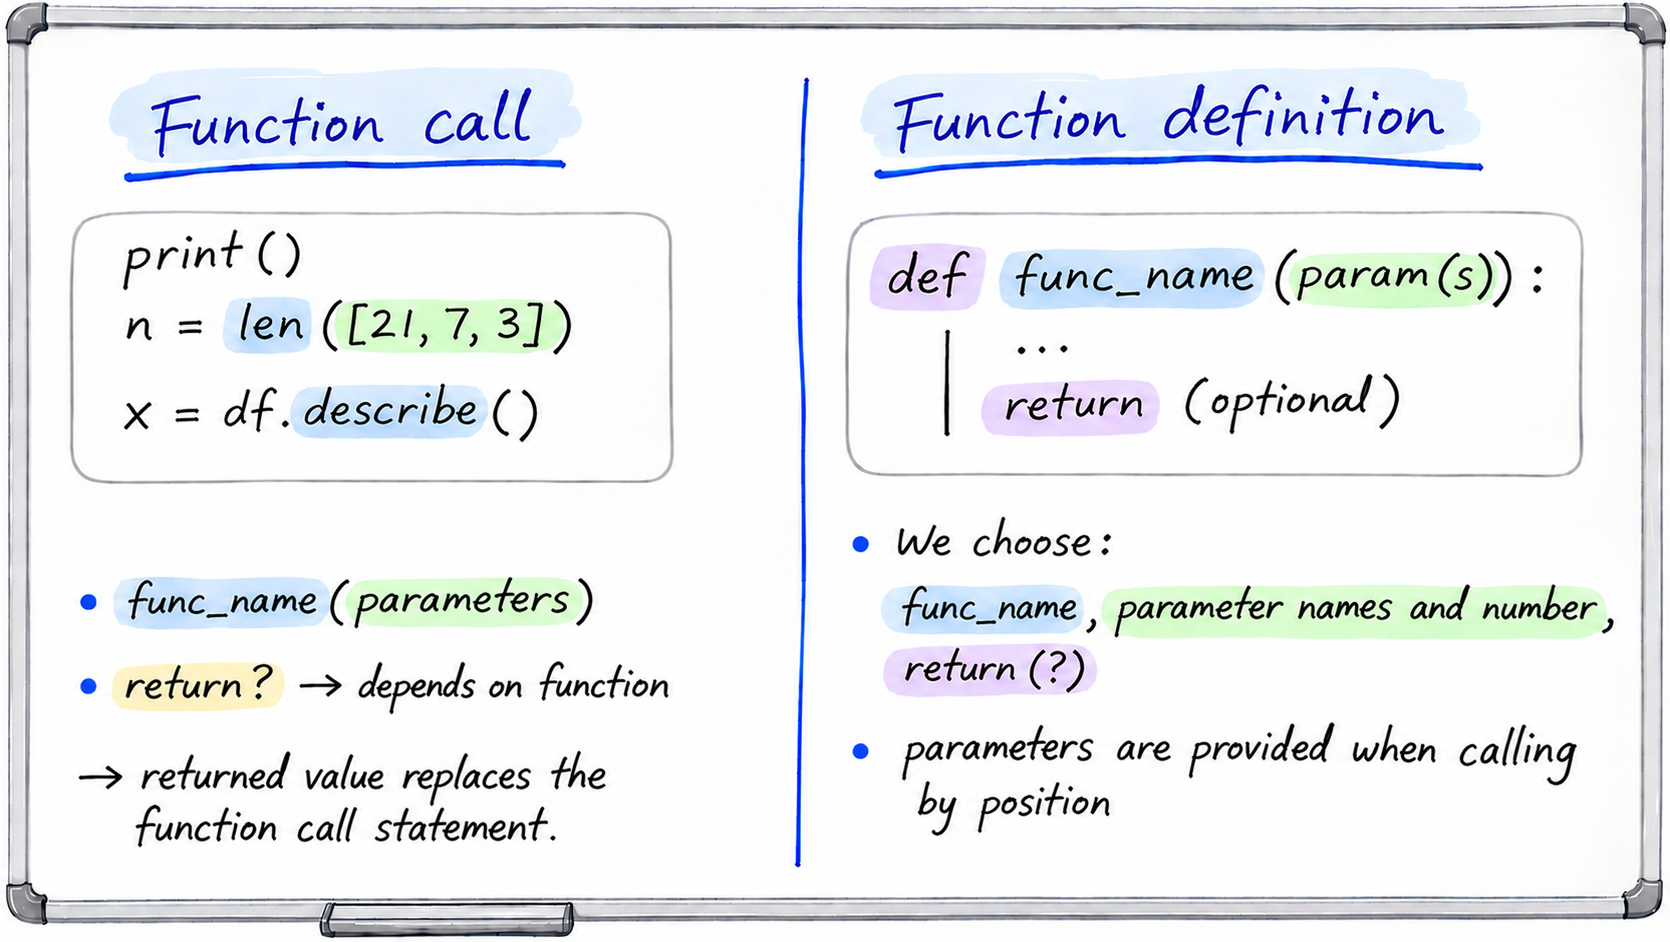 Function call
print()
n = len([21, 7, 3])
x = df.describe()
• func_name(parameters)
• return? → depends on function
→ returned value replaces the
function call statement.
Function definition
def func_name(param(s)):
...
return (optional)
• We choose:
func_name, parameter names and number,
return(?)
• parameters are provided when calling
by position